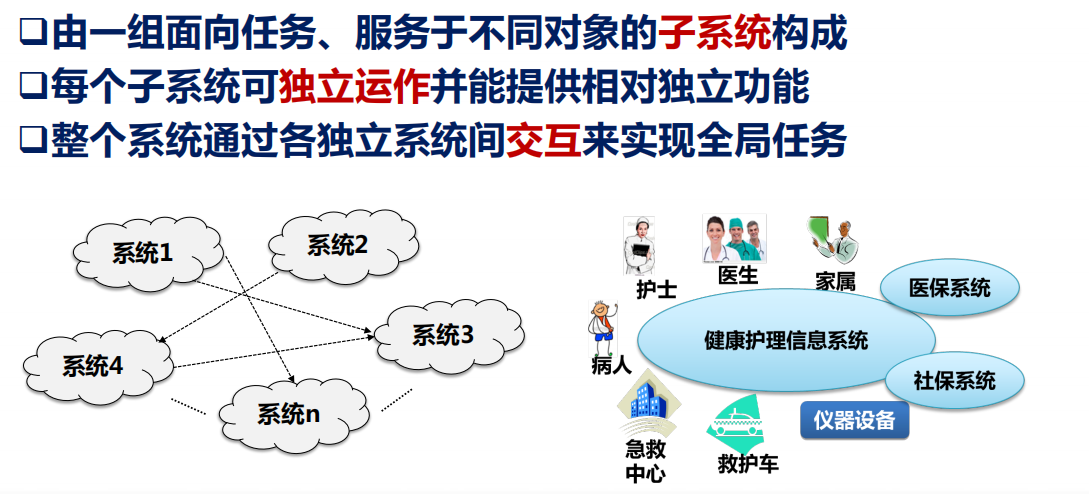 ❑由一组面向任务、服务于不同对象的子系统构成
❑每个子系统可独立运作并能提供相对独立功能
❑整个系统通过各独立系统间交互来实现全局任务
系统1
系统2
系统3
系统4
系统n
护士
医生
家属
医保系统
健康护理信息系统
病人
社保系统
仪器设备
急救
中心
救护车